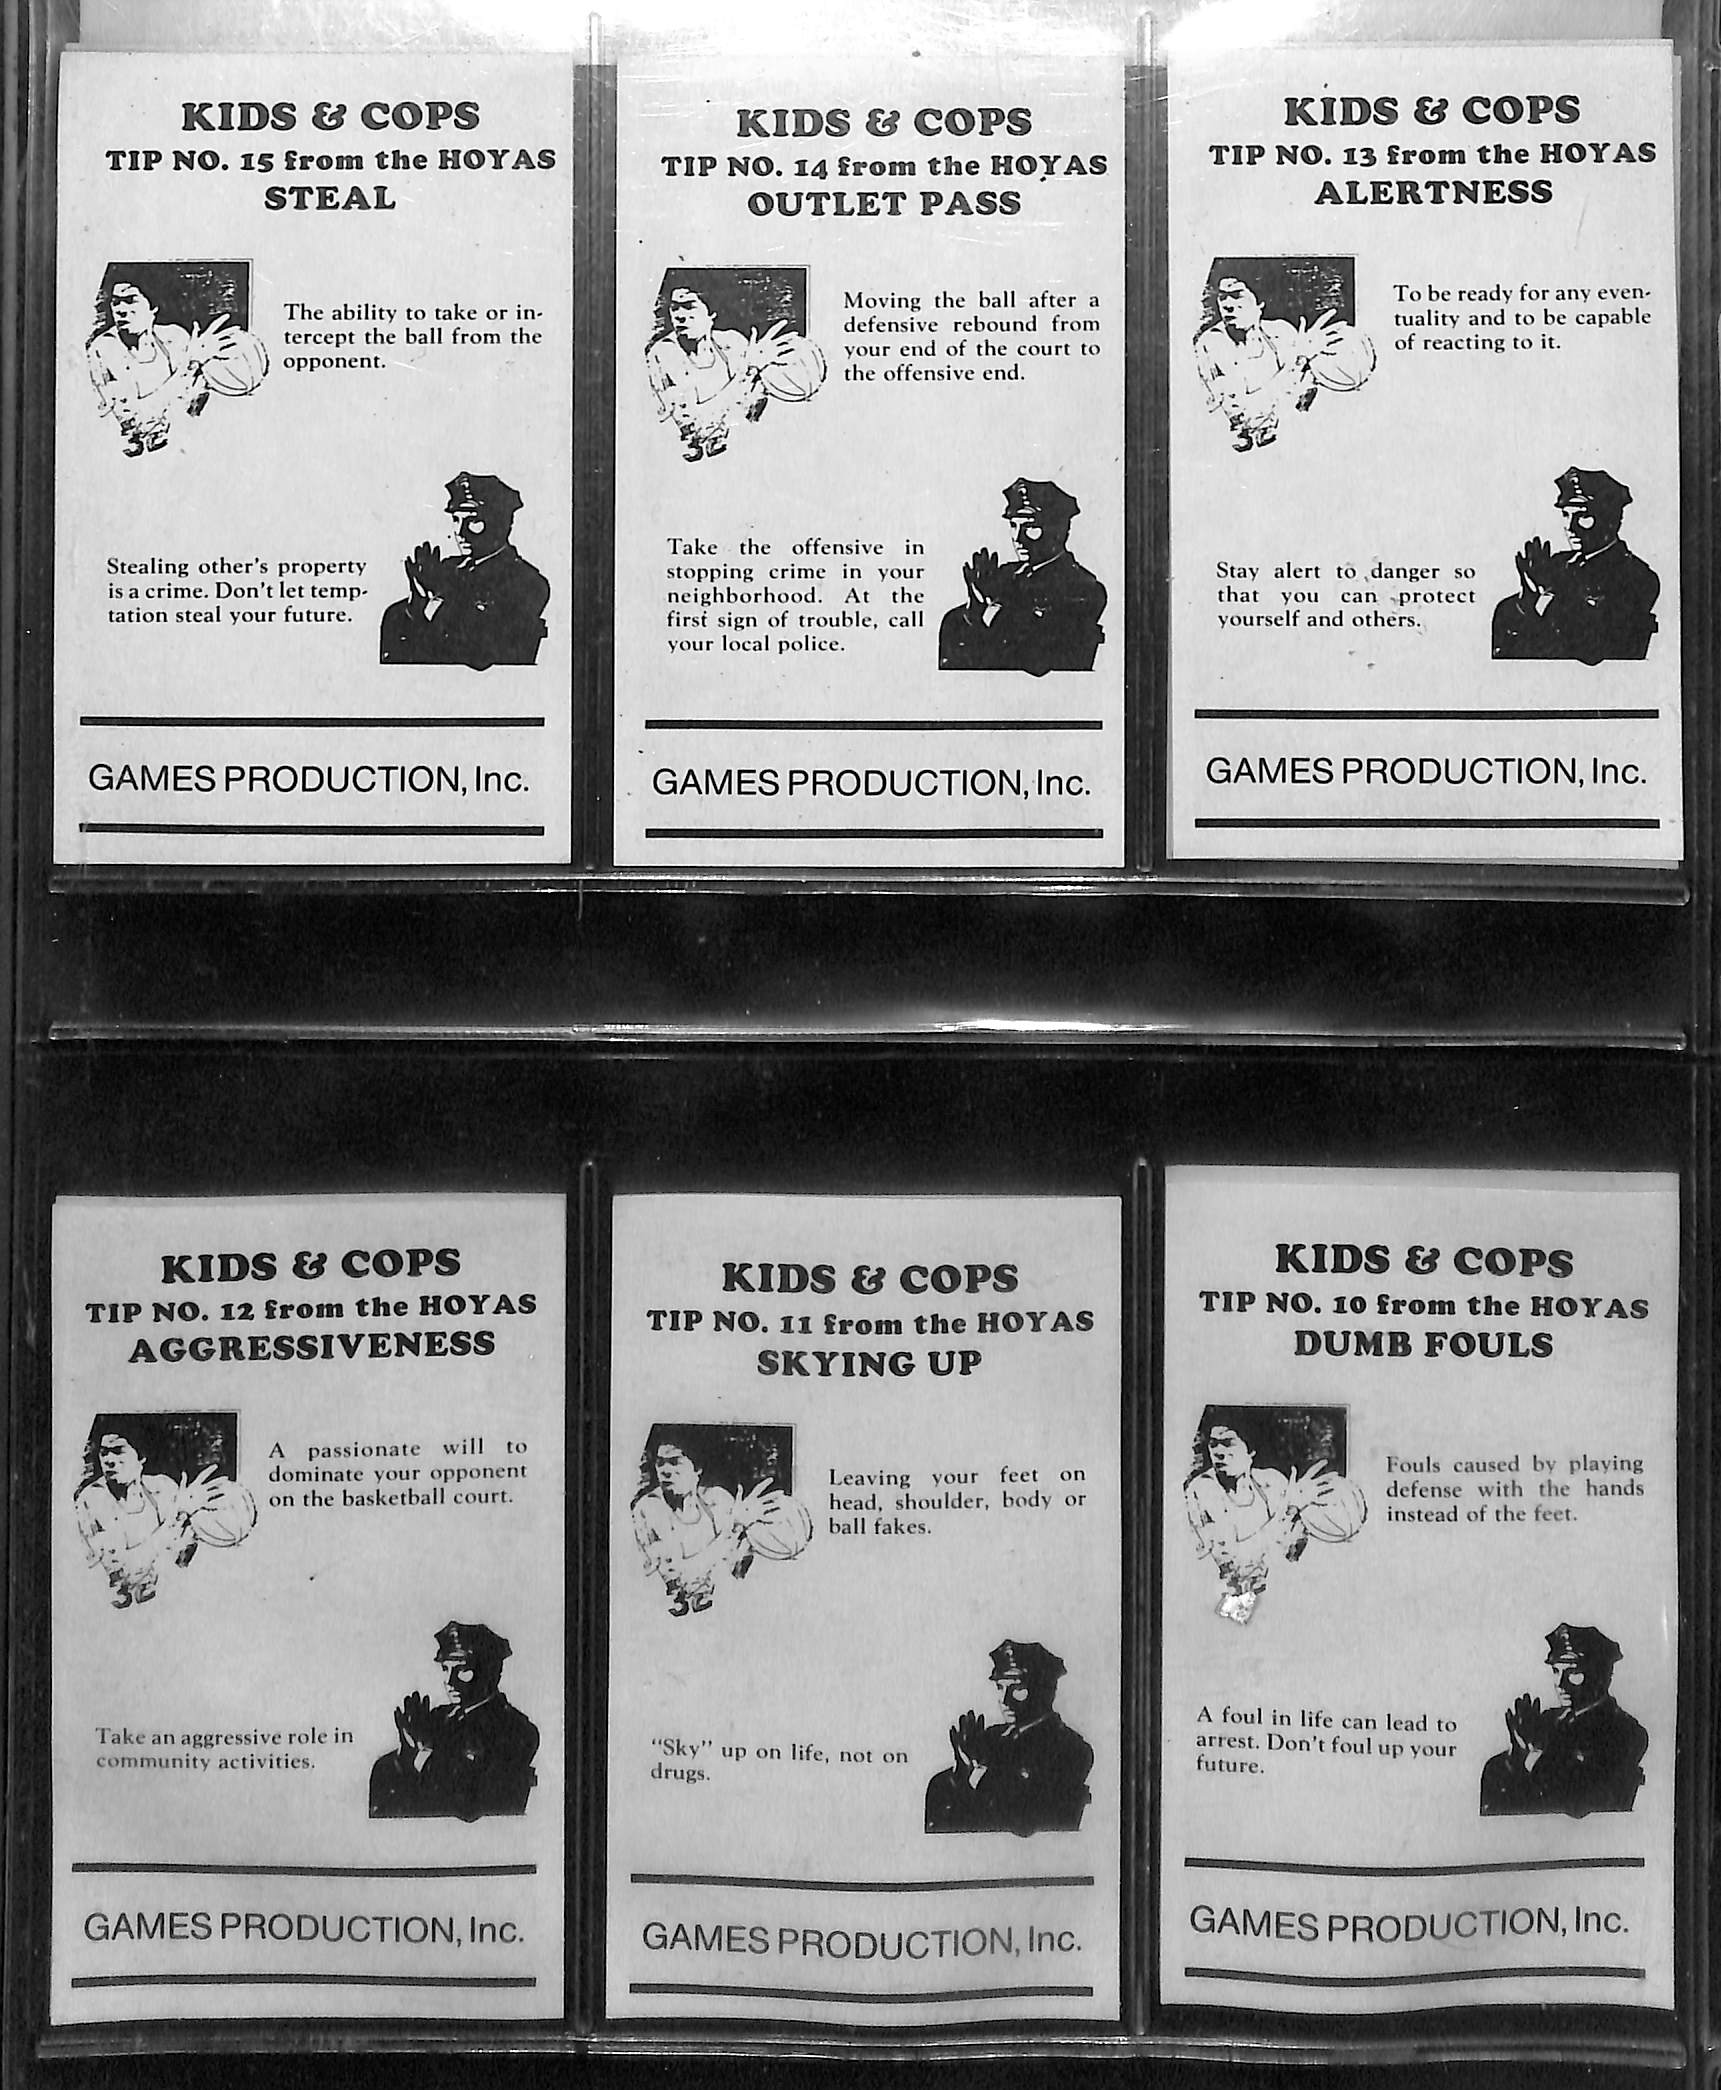 KIDS & COPS
TIP NO. 15 from the HOYAS
STEAL
The ability to take or in-
tercept the ball from the
opponent.
Stealing other's property
is a crime. Don't let temp-
tation steal your future.
GAMES PRODUCTION, Inc.
KIDS & COPS
TIP NO. 14 from the HOYAS
OUTLET PASS
Moving the ball after a
defensive rebound from
your end of the court to
the offensive end.
Take the offensive in
stopping crime in your
neighborhood. At the
first sign of trouble, call
your local police.
GAMES PRODUCTION, Inc.
KIDS & COPS
TIP NO. 13 from the HOYAS
ALERTNESS
To be ready for any even-
tuality and to be capable
of reacting to it.
Stay alert to danger so
that you can protect
yourself and others.
GAMES PRODUCTION, Inc.
KIDS & COPS
TIP NO. 12 from the HOYAS
AGGRESSIVENESS
A passionate will to
dominate your opponent
on the basketball court.
Take an aggressive role in
community activities.
GAMES PRODUCTION, Inc.
KIDS & COPS
TIP NO. 11 from the HOYAS
SKYING UP
Leaving your feet on
head, shoulder, body or
ball fakes.
"Sky" up on life, not on
drugs.
GAMES PRODUCTION, Inc.
KIDS & COPS
TIP NO. 10 from the HOYAS
DUMB FOULS
Fouls caused by playing
defense with the hands
instead of the feet.
A foul in life can lead to
arrest. Don't foul up your
future.
GAMES PRODUCTION, Inc.